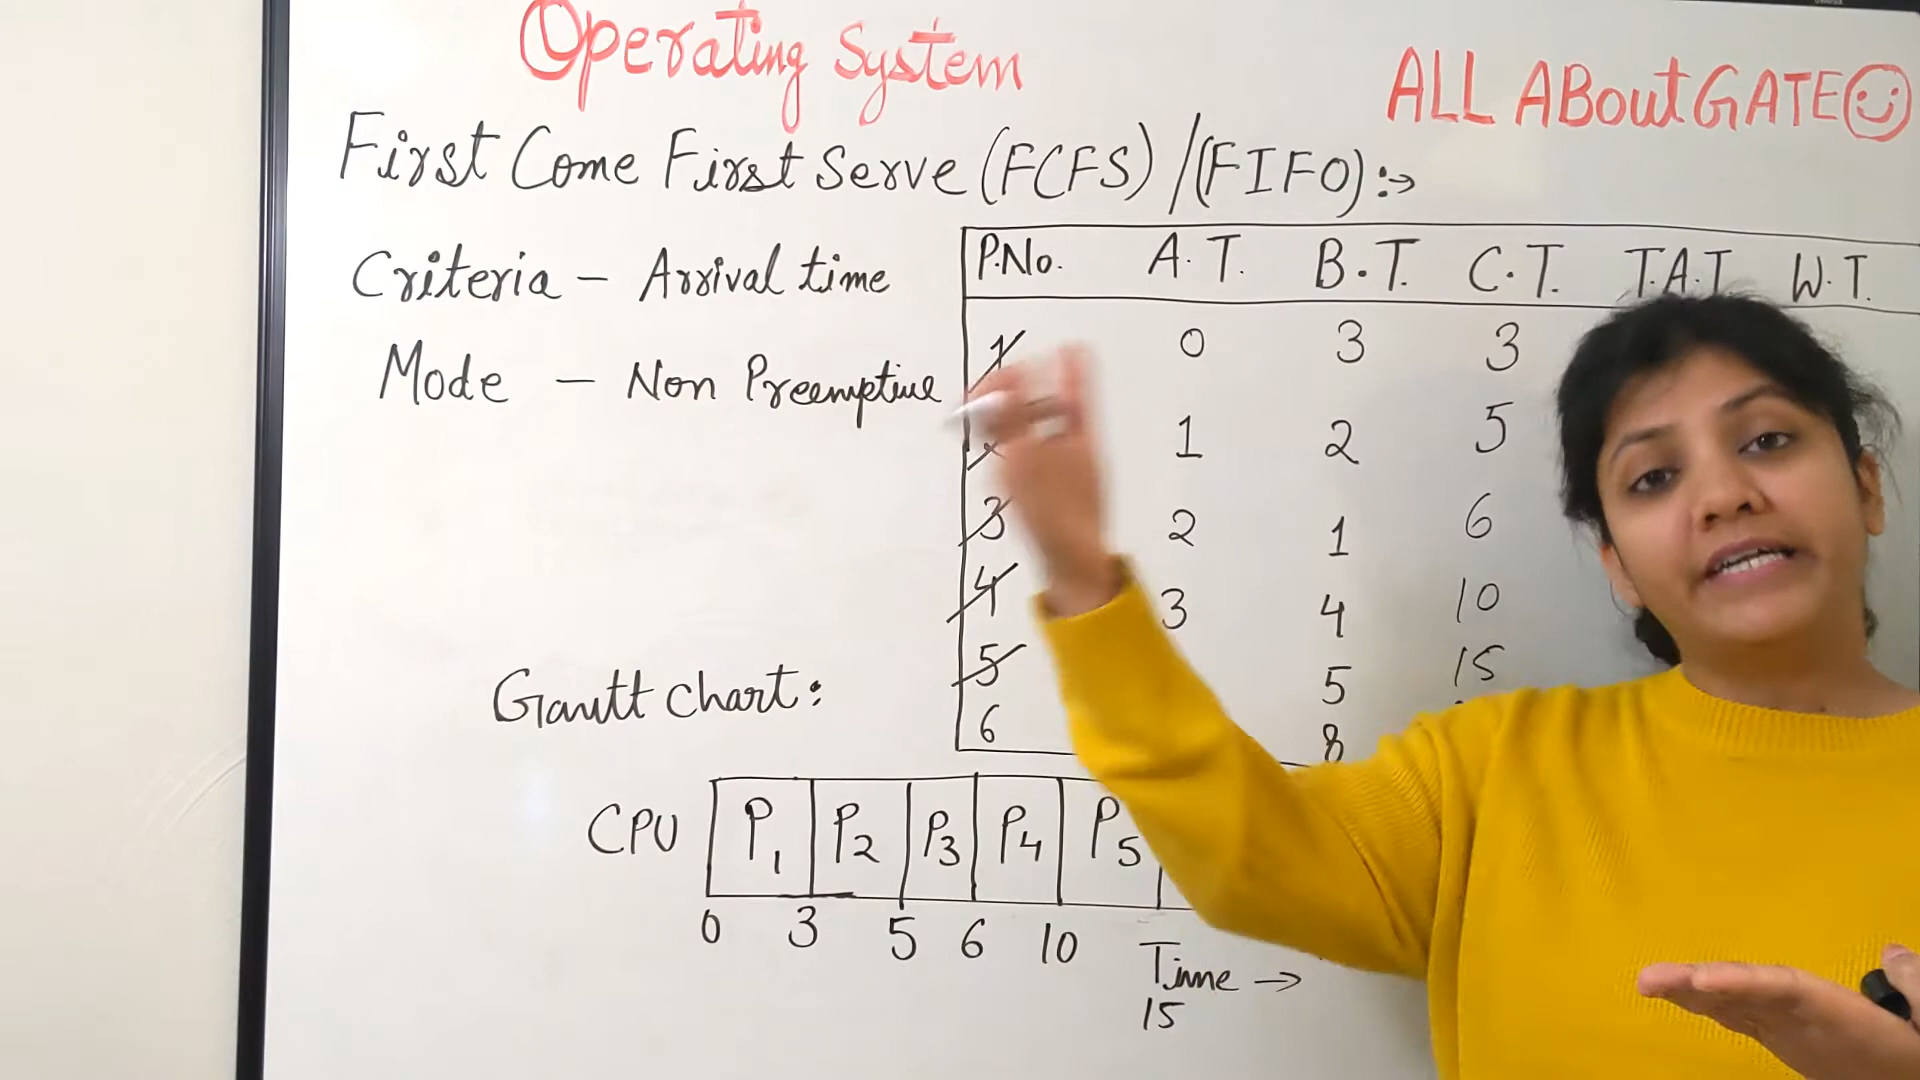 Operating System
ALL ABout GATE
First Come First Serve (FCFS) / (FIFO) :→
Criteria - Arrival time
Mode - Non Preemptive
P.No. A.T. B.T. C.T. T.A.T. W.T.
1 0 3 3
1 2 5
3 2 1 6
4 3 4 10
5 5 15
6 8
Gantt chart:
CPU P1 P2 P3 P4 P5
0 3 5 6 10
Time →
15